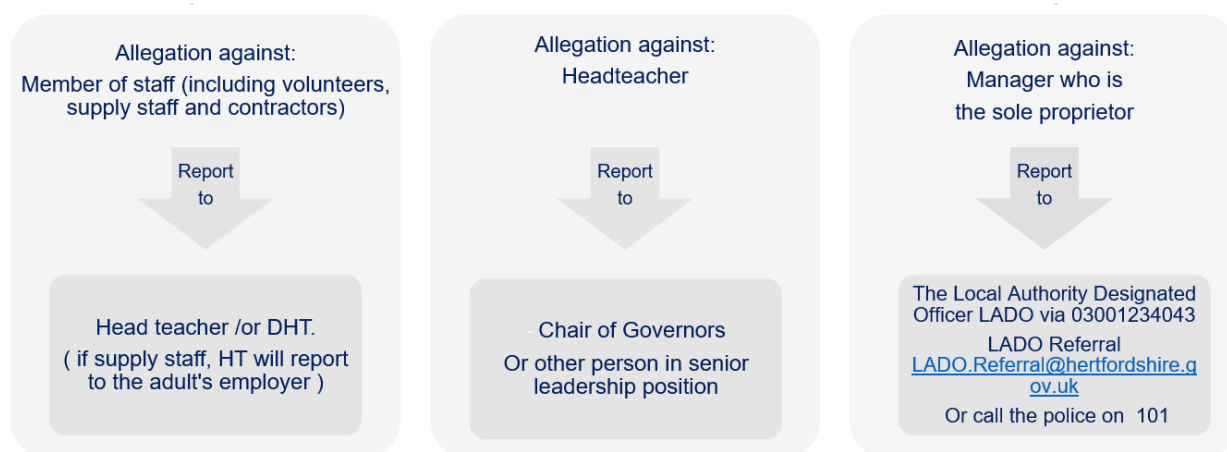 Allegation against:
Member of staff (including volunteers,
supply staff and contractors)
Report
to
Head teacher /or DHT.
( if supply staff, HT will report
to the adult's employer )
Allegation against:
Headteacher
Report
to
- Chair of Governors
Or other person in senior
leadership position
Allegation against:
Manager who is
the sole proprietor
Report
to
The Local Authority Designated
Officer LADO via 03001234043
LADO Referral
LADO.Referral@hertfordshire.g
ov.uk
Or call the police on 101